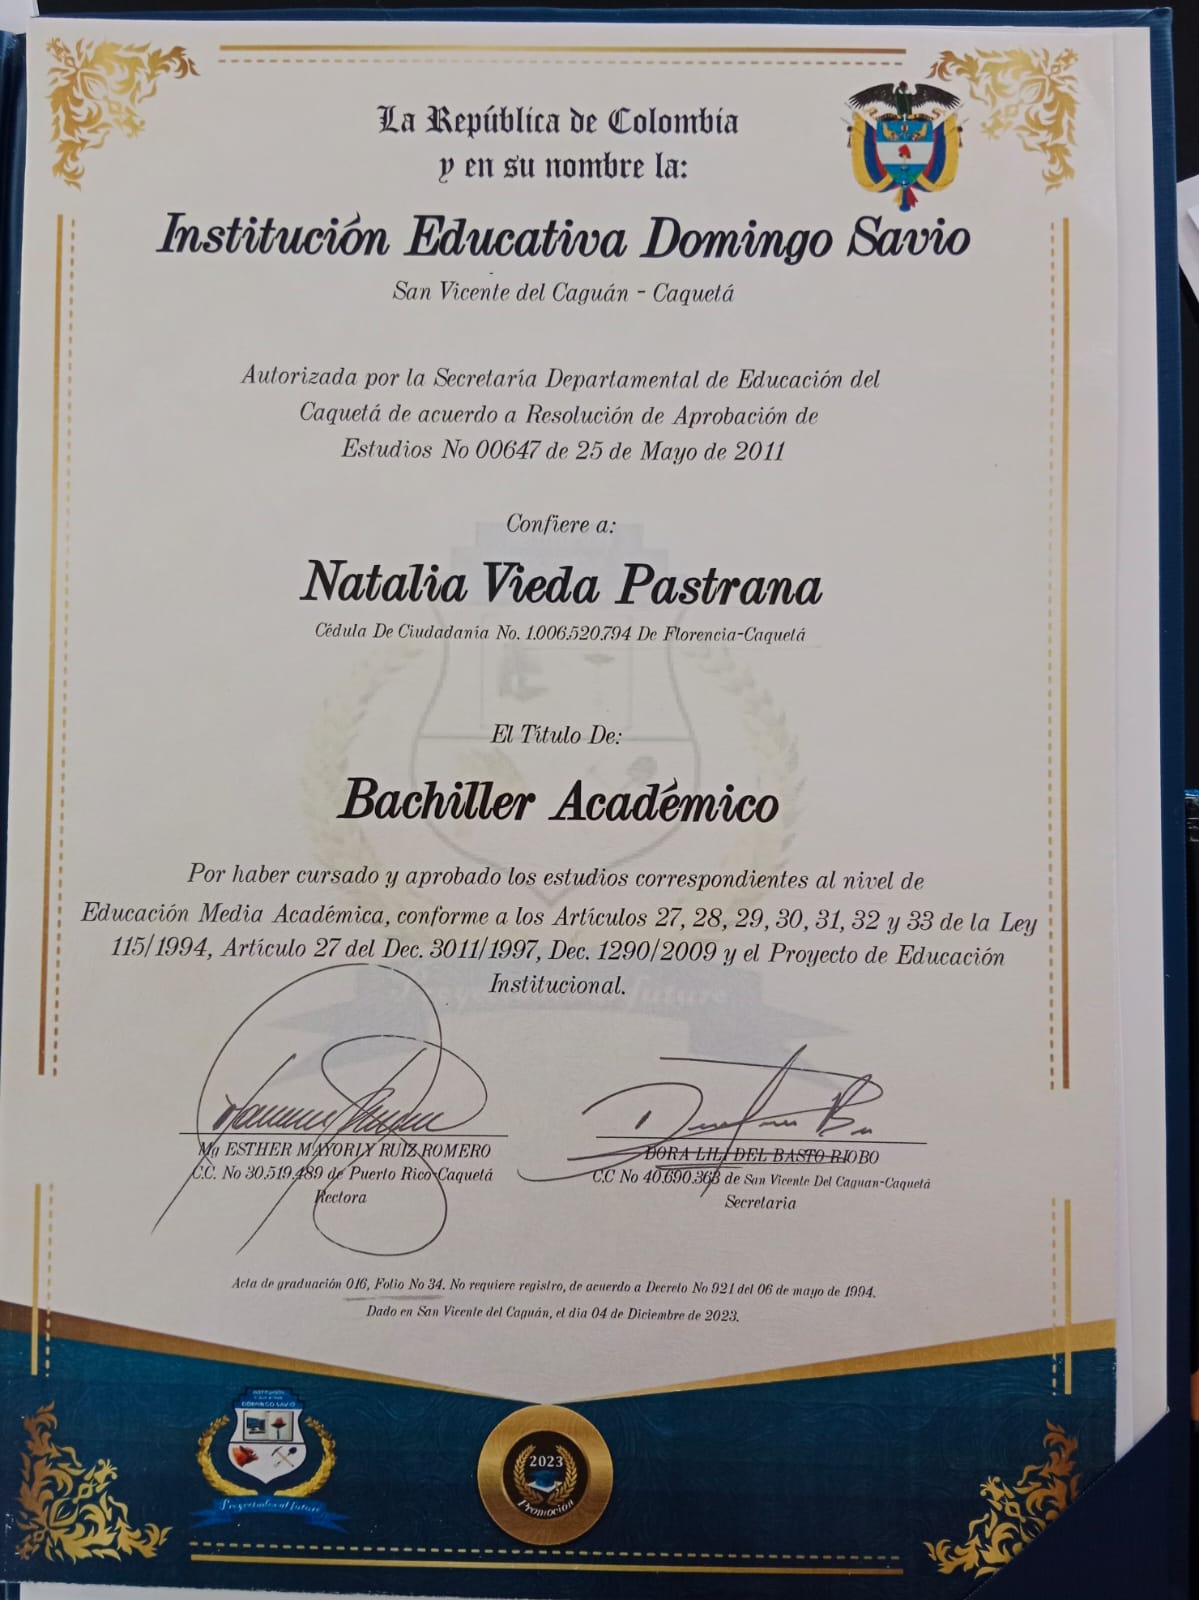 La República de Colombia
y en su nombre la:
Institución Educativa Domingo Savio
San Vicente del Caguán - Caquetá
Autorizada por la Secretaría Departamental de Educación del
Caquetá de acuerdo a Resolución de Aprobación de
Estudios No 00647 de 25 de Mayo de 2011
Confiere a:
Natalia Vieda Pastrana
Cédula De Ciudadanía No. 1.006.520.794 De Florencia-Caquetá
El Título De:
Bachiller Académico
Por haber cursado y aprobado los estudios correspondientes al nivel de
Educación Media Académica, conforme a los Artículos 27, 28, 29, 30, 31, 32 y 33 de la Ley
115/1994, Artículo 27 del Dec. 3011/1997, Dec. 1290/2009 y el Proyecto de Educación
Institucional.
Mg ESTHER MAYORLY RUIZ ROMERO
C.C. No 30.519.489 de Puerto Rico-Caquetá
Rectora
DORA LILI DEL BASTO RIOBO
C.C No 40.690.363 de San Vicente Del Caguan-Caquetá
Secretaria
Acta de graduación 016, Folio No 34. No requiere registro, de acuerdo a Decreto No 921 del 06 de mayo de 1994.
Dado en San Vicente del Caguán, el día 04 de Diciembre de 2023.
INSTITUCIÓN
DOMINGO SAVIO
Proyectados al futuro
2023
Promoción